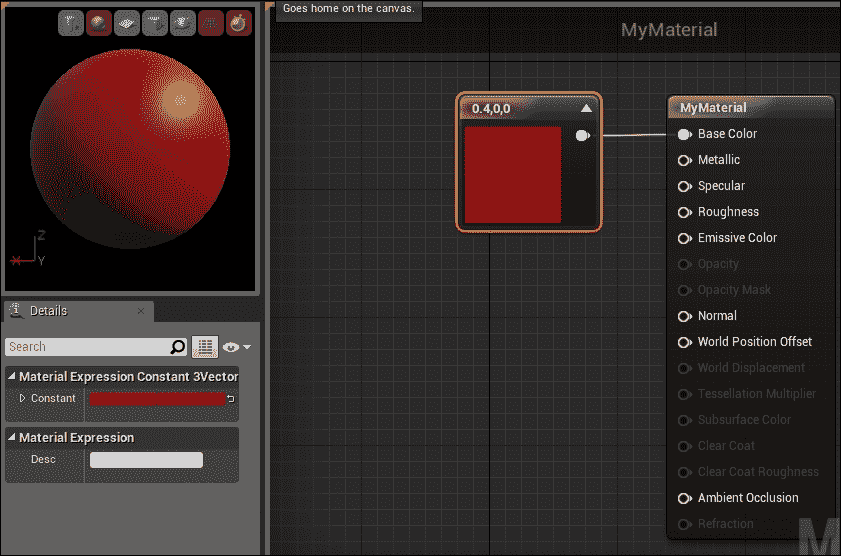 Goes home on the canvas.
MyMaterial
0.4,0,0
MyMaterial
Base Color
Metallic
Specular
Roughness
Emissive Color
Opacity
Opacity Mask
Normal
World Position Offset
World Displacement
Tessellation Multiplier
Subsurface Color
Clear Coat
Clear Coat Roughness
Ambient Occlusion
Refraction
M
Z
X
Y
Details
Search
Material Expression Constant 3Vector
Constant
Material Expression
Desc